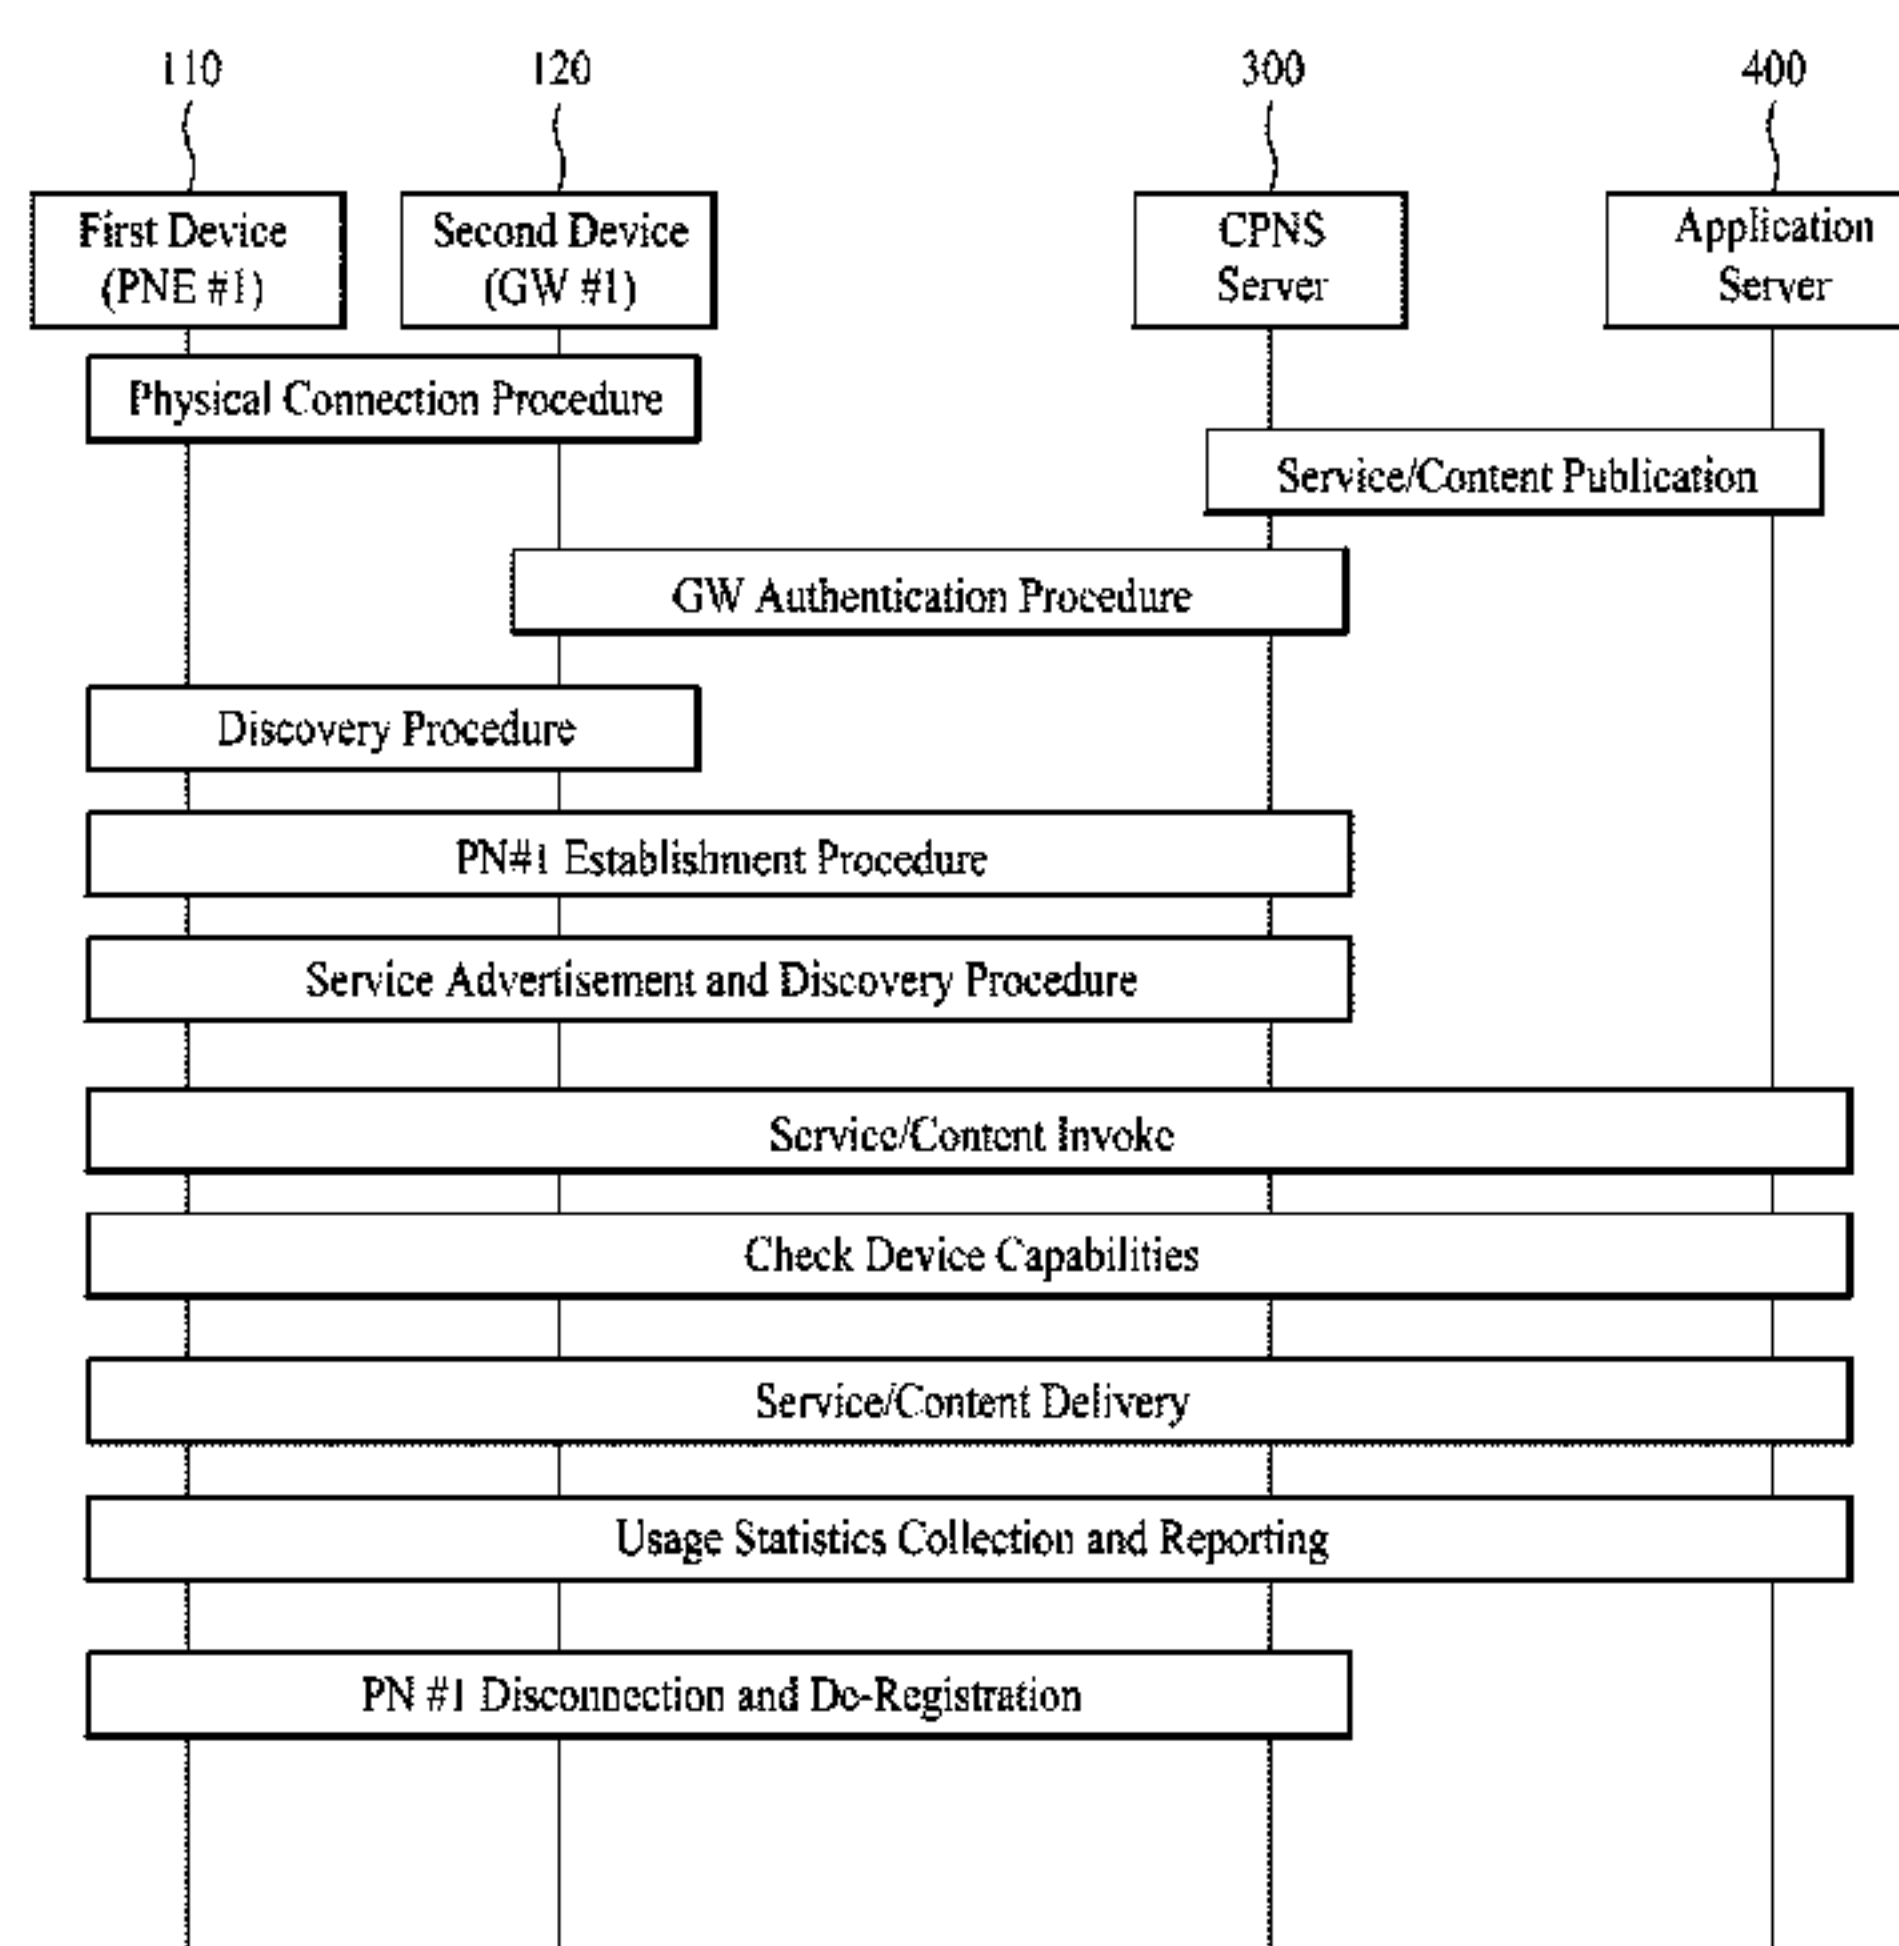 110
120
300
400
First Device
(PNE #1)
Second Device
(GW #1)
CPNS
Server
Application
Server
Physical Connection Procedure
Service/Content Publication
GW Authentication Procedure
Discovery Procedure
PN#1 Establishment Procedure
Service Advertisement and Discovery Procedure
Service/Content Invoke
Check Device Capabilities
Service/Content Delivery
Usage Statistics Collection and Reporting
PN #1 Disconnection and De-Registration